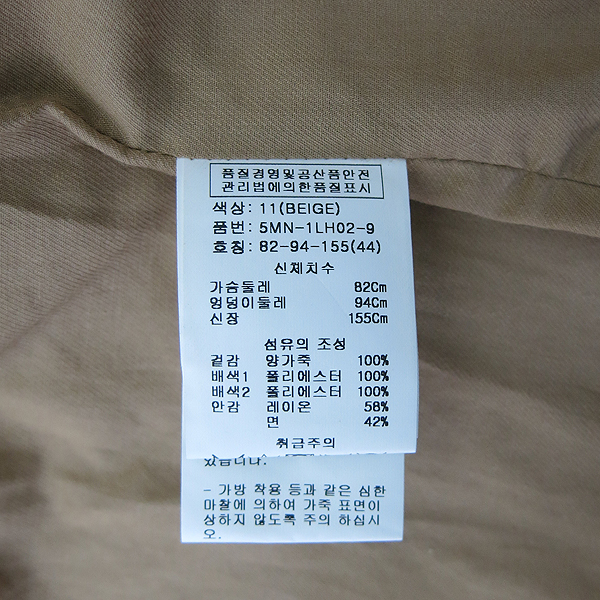 품질경영및공산품안전
관리법에의한품질표시
색상: 11(BEIGE)
품번: 5MN-1LH02-9
호칭: 82-94-155(44)
신체치수
가슴둘레 82Cm
엉덩이둘레 94Cm
신장 155Cm
섬유의 조성
겉감 양가죽 100%
배색1 폴리에스터 100%
배색2 폴리에스터 100%
안감 레이온 58%
면 42%
취급주의
있습니다.
- 가방 착용 등과 같은 심한
마찰에 의하여 가죽 표면이
상하지 않도록 주의 하십시
오.